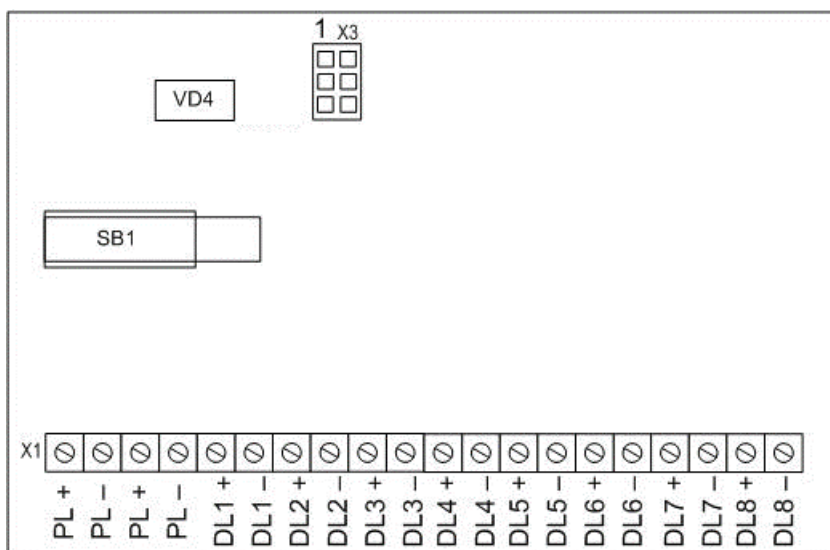 1 X3
VD4
SB1
X1
PL +
PL –
PL +
PL –
DL1 +
DL1 –
DL2 +
DL2 –
DL3 +
DL3 –
DL4 +
DL4 –
DL5 +
DL5 –
DL6 +
DL6 –
DL7 +
DL7 –
DL8 +
DL8 –